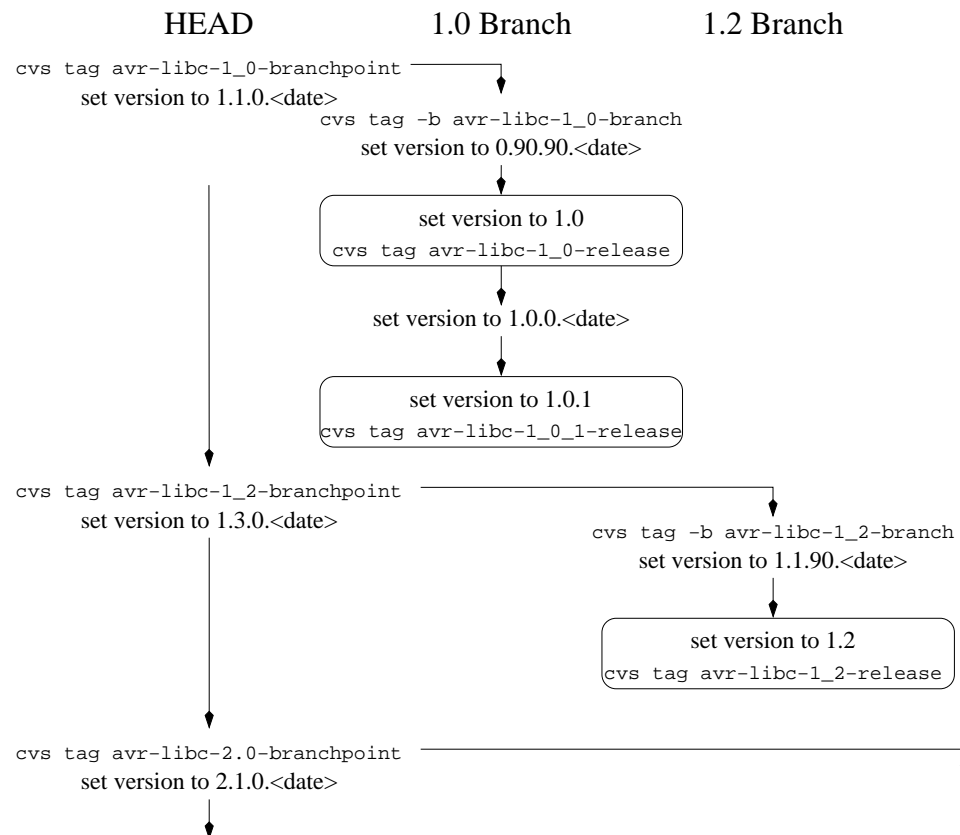 HEAD
1.0 Branch
1.2 Branch
cvs tag avr-libc-1_0-branchpoint
set version to 1.1.0.<date>
cvs tag -b avr-libc-1_0-branch
set version to 0.90.90.<date>
set version to 1.0
cvs tag avr-libc-1_0-release
set version to 1.0.0.<date>
set version to 1.0.1
cvs tag avr-libc-1_0_1-release
cvs tag avr-libc-1_2-branchpoint
set version to 1.3.0.<date>
cvs tag -b avr-libc-1_2-branch
set version to 1.1.90.<date>
set version to 1.2
cvs tag avr-libc-1_2-release
cvs tag avr-libc-2.0-branchpoint
set version to 2.1.0.<date>